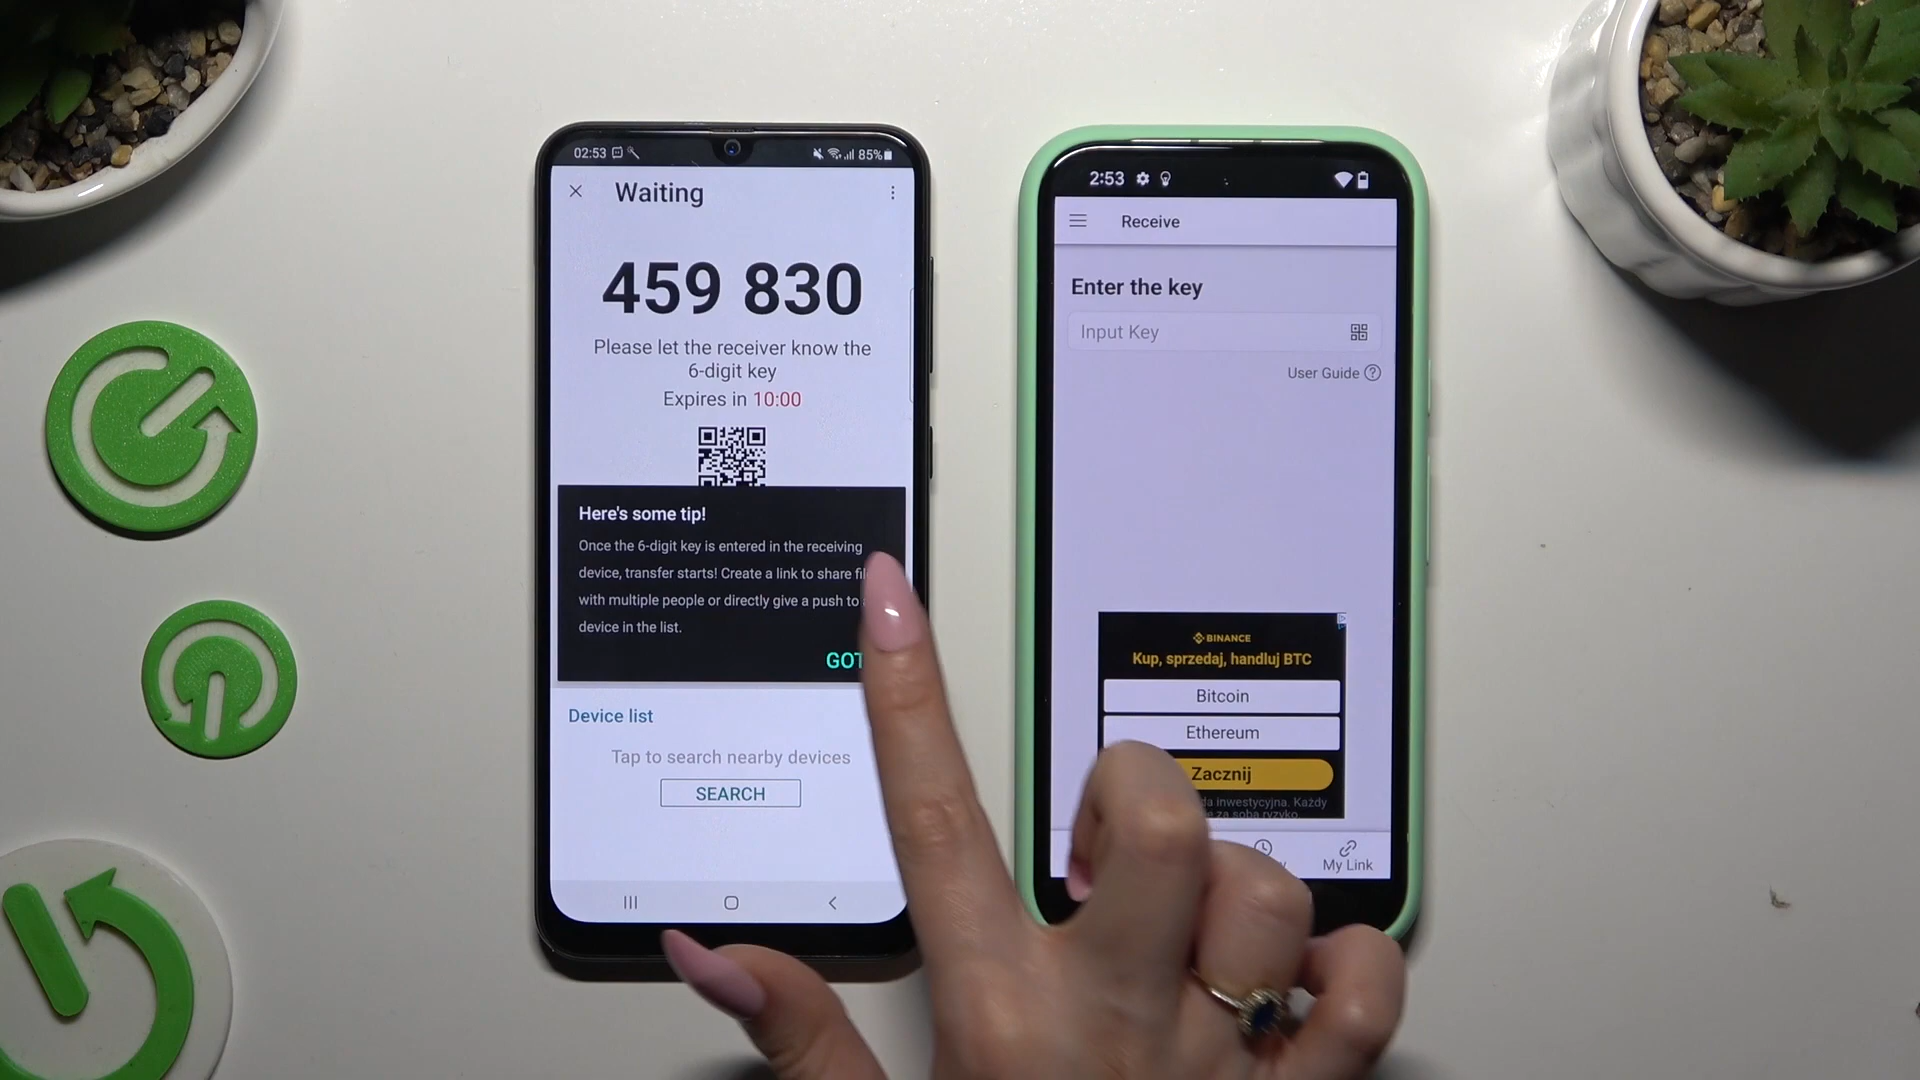 02:53
85%
Waiting
459 830
Please let the receiver know the
6-digit key
Expires in 10:00
Here's some tip!
Once the 6-digit key is entered in the receiving
device, transfer starts! Create a link to share
with multiple people or directly give a push to
device in the list.
Device list
Tap to search nearby devices
SEARCH
2:53
Receive
Enter the key
Input Key
User Guide
BINANCE
Kup, sprzedaj, handluj BTC
Bitcoin
Ethereum
Zacznij
inwestycyjna. Każdy
za sobą ryzyko.
My Link